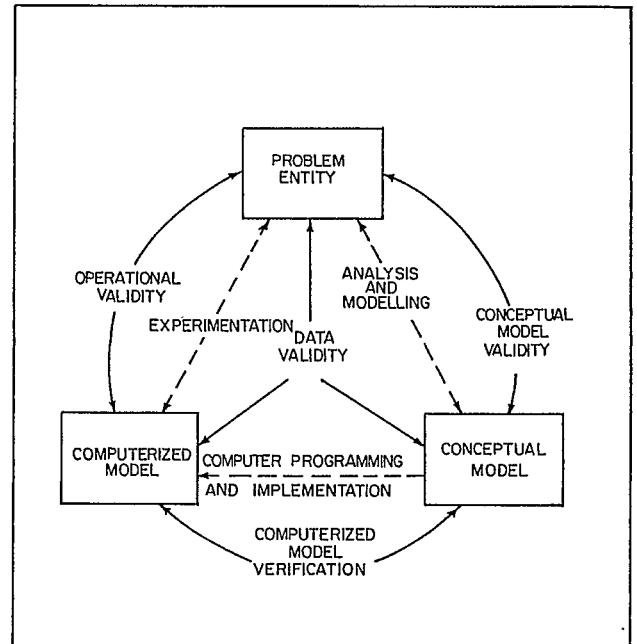 PROBLEM
ENTITY
OPERATIONAL
VALIDITY
ANALYSIS
AND
MODELLING
EXPERIMENTATION
DATA
VALIDITY
CONCEPTUAL
MODEL
VALIDITY
COMPUTERIZED
MODEL
COMPUTER PROGRAMMING
AND IMPLEMENTATION
CONCEPTUAL
MODEL
COMPUTERIZED
MODEL
VERIFICATION